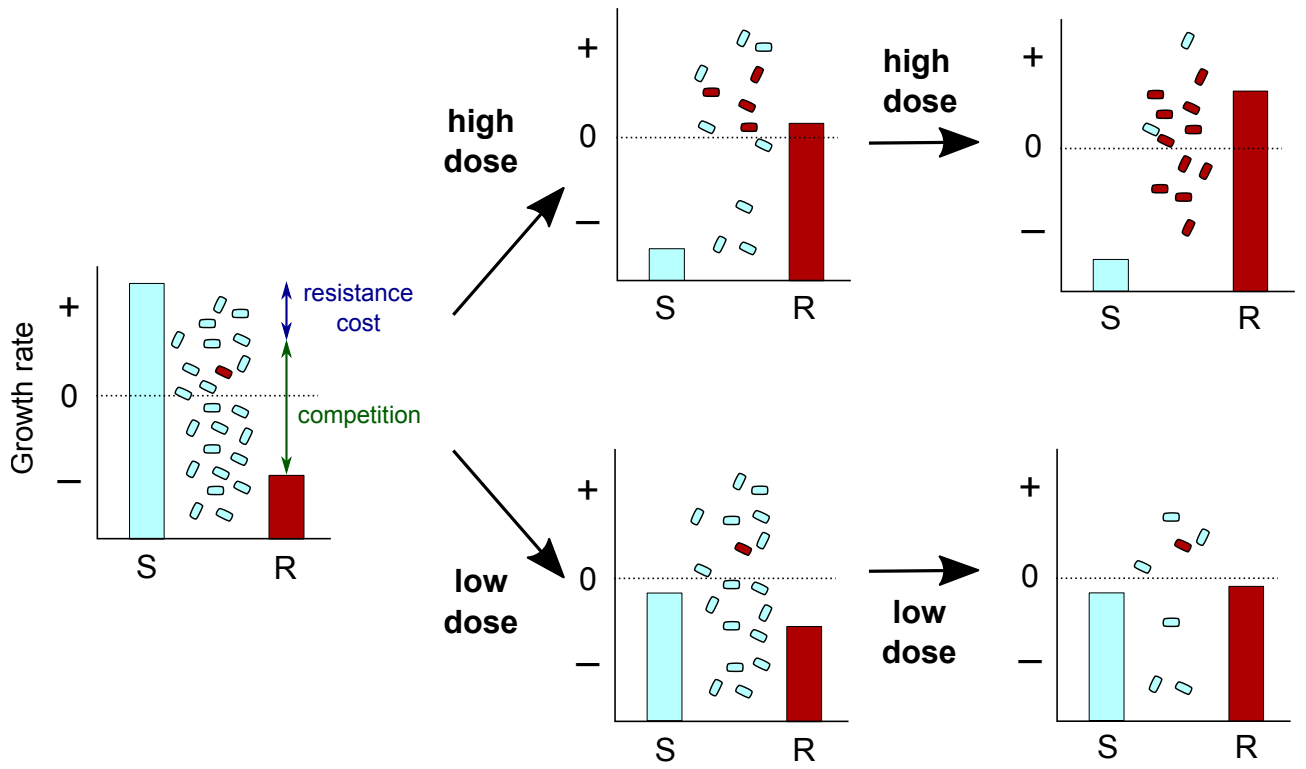 Growth rate
+
0
–
S
R
resistance
cost
competition
high
dose
+
0
–
S
R
high
dose
+
0
–
S
R
low
dose
+
0
–
S
R
low
dose
+
0
–
S
R